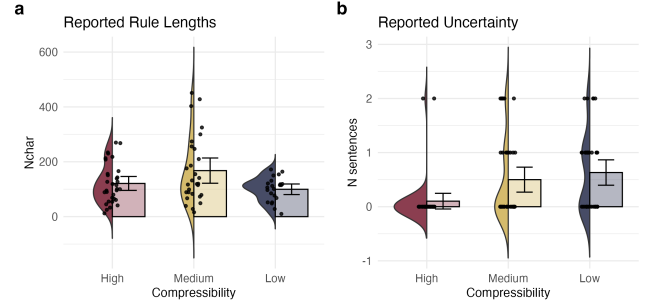 a
Reported Rule Lengths
600
400
200
0
Nchar
High
Medium
Low
Compressibility
b
Reported Uncertainty
3
2
1
0
-1
N sentences
High
Medium
Low
Compressibility